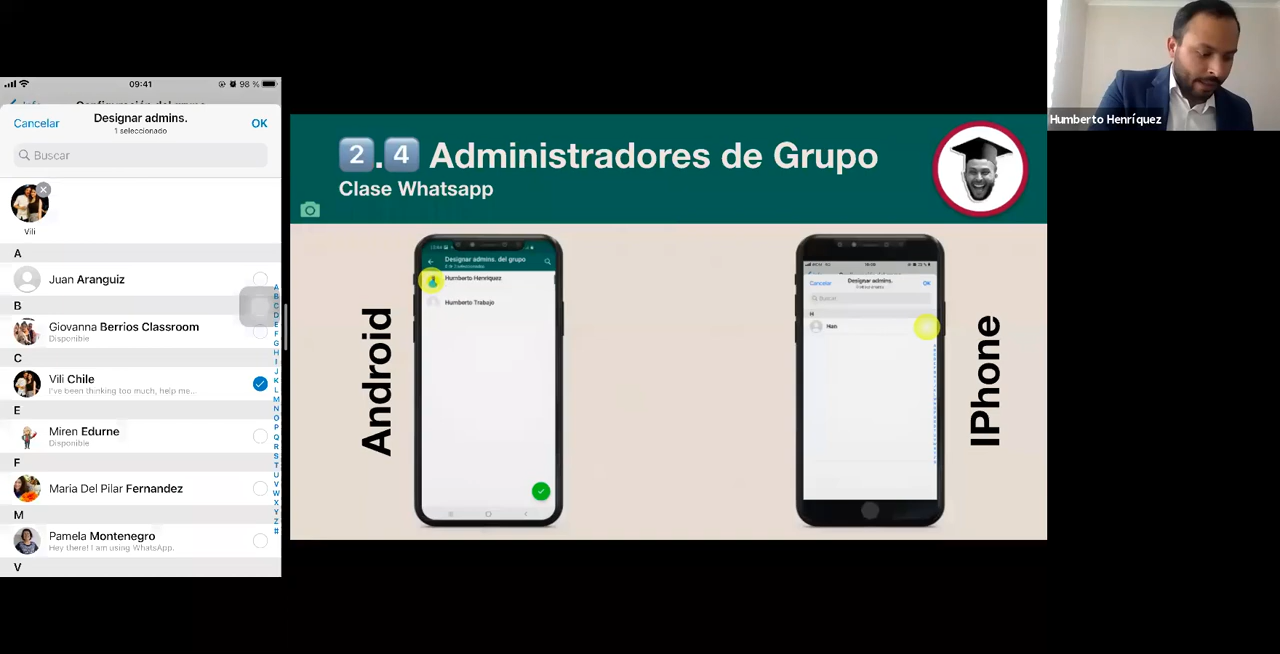 09:41
98 %
Cancelar
Designar admins.
OK
1 seleccionado
Buscar
Vili
A
Juan Aranguiz
B
Giovanna Berrios Classroom
Disponible
C
Vili Chile
I've been thinking too much, help me...
E
Miren Edurne
Disponible
F
Maria Del Pilar Fernandez
M
Pamela Montenegro
Hey there! I am using WhatsApp.
V
A
B
C
D
E
F
G
H
I
J
K
L
M
N
O
P
Q
R
S
T
U
V
W
X
Y
Z
#
2.4 Administradores de Grupo
Clase Whatsapp
Android
Designar admins. del grupo
Humberto Henriquez
Humberto Trabajo
Cancelar
Designar admins.
OK
Buscar
H
Han
IPhone
Humberto Henríquez